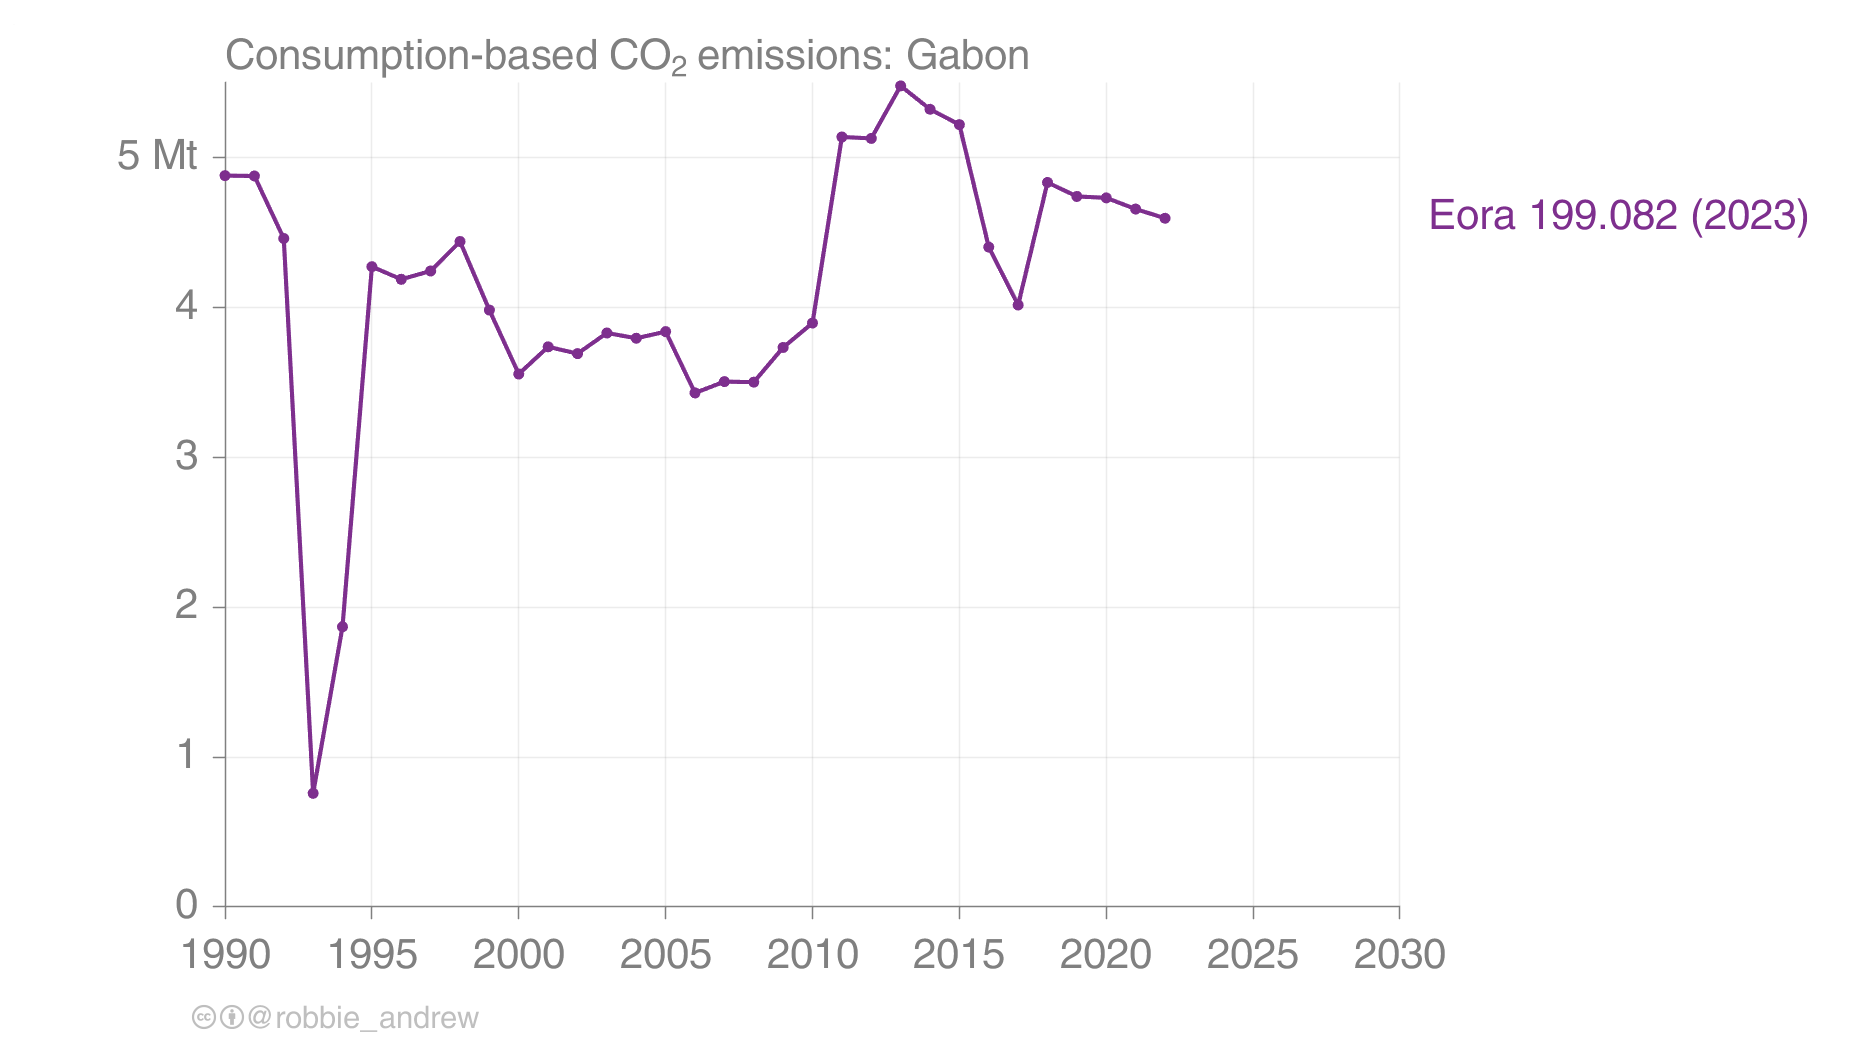 Consumption-based CO₂ emissions: Gabon
5 Mt
4
3
2
1
0
1990 1995 2000 2005 2010 2015 2020 2025 2030
Eora 199.082 (2023)
cc @robbie_andrew